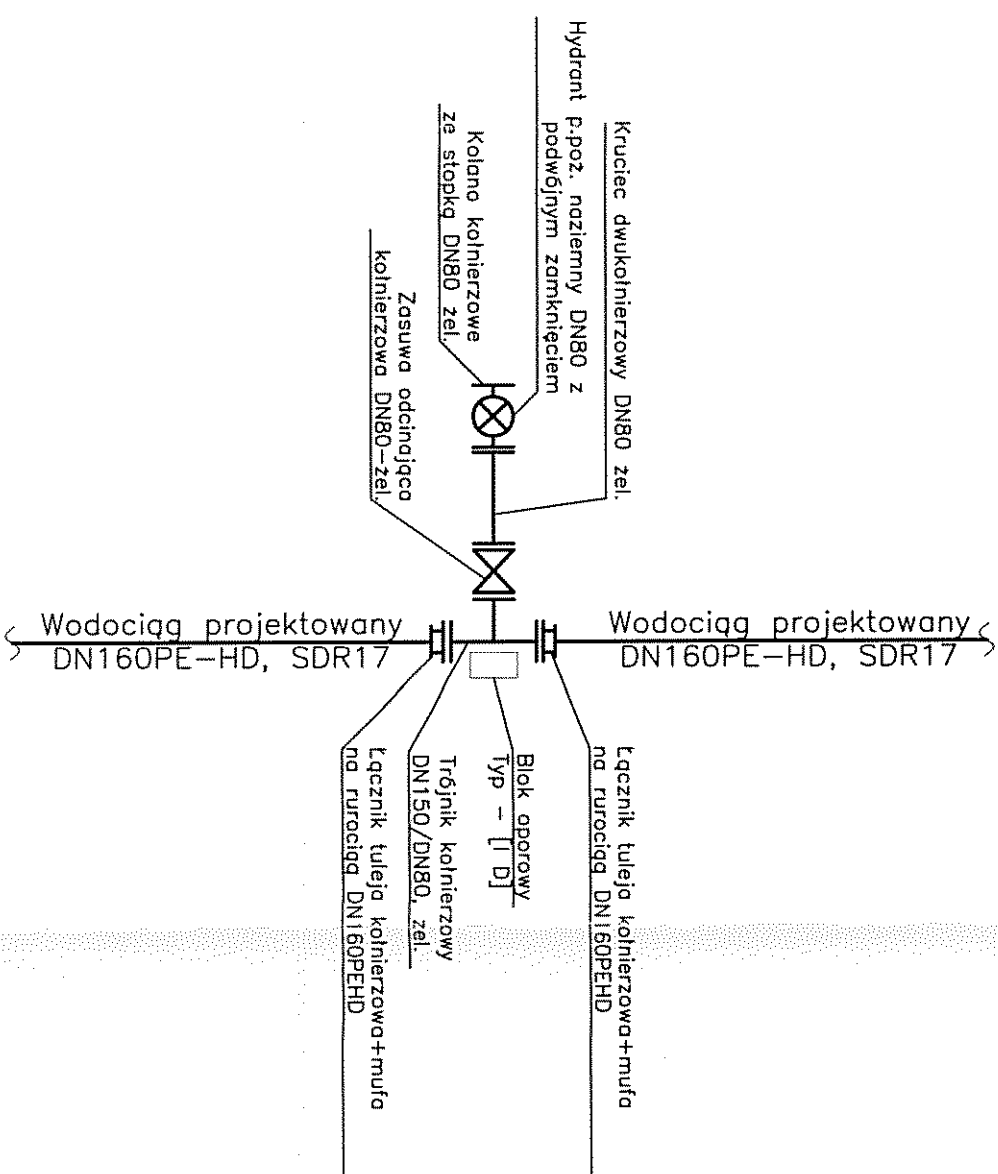 Kruciec dwukołnierzowy DN80 żel.
Hydrant p.poż. naziemny DN80 z
podwójnym zamknięciem
Kolano kołnierzowe
ze stopką DN80 żel.
Zasuwa odcinająca
kołnierzowa DN80-żel.
Wodociąg projektowany
DN160PE-HD, SDR17
Wodociąg projektowany
DN160PE-HD, SDR17
Łącznik tuleja kołnierzowa+mufa
na rurociąg DN160PEHD
Blok oporowy
Typ - [I D]
Trójnik kołnierzowy
DN150/DN80, żel.
Łącznik tuleja kołnierzowa+mufa
na rurociąg DN160PEHD